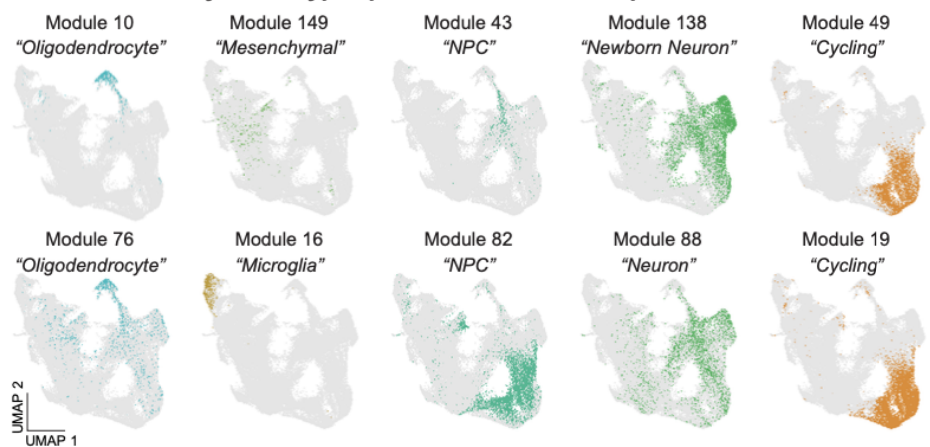 Module 10
"Oligodendrocyte"
Module 149
"Mesenchymal"
Module 43
"NPC"
Module 138
"Newborn Neuron"
Module 49
"Cycling"
Module 76
"Oligodendrocyte"
Module 16
"Microglia"
Module 82
"NPC"
Module 88
"Neuron"
Module 19
"Cycling"
UMAP 2
UMAP 1